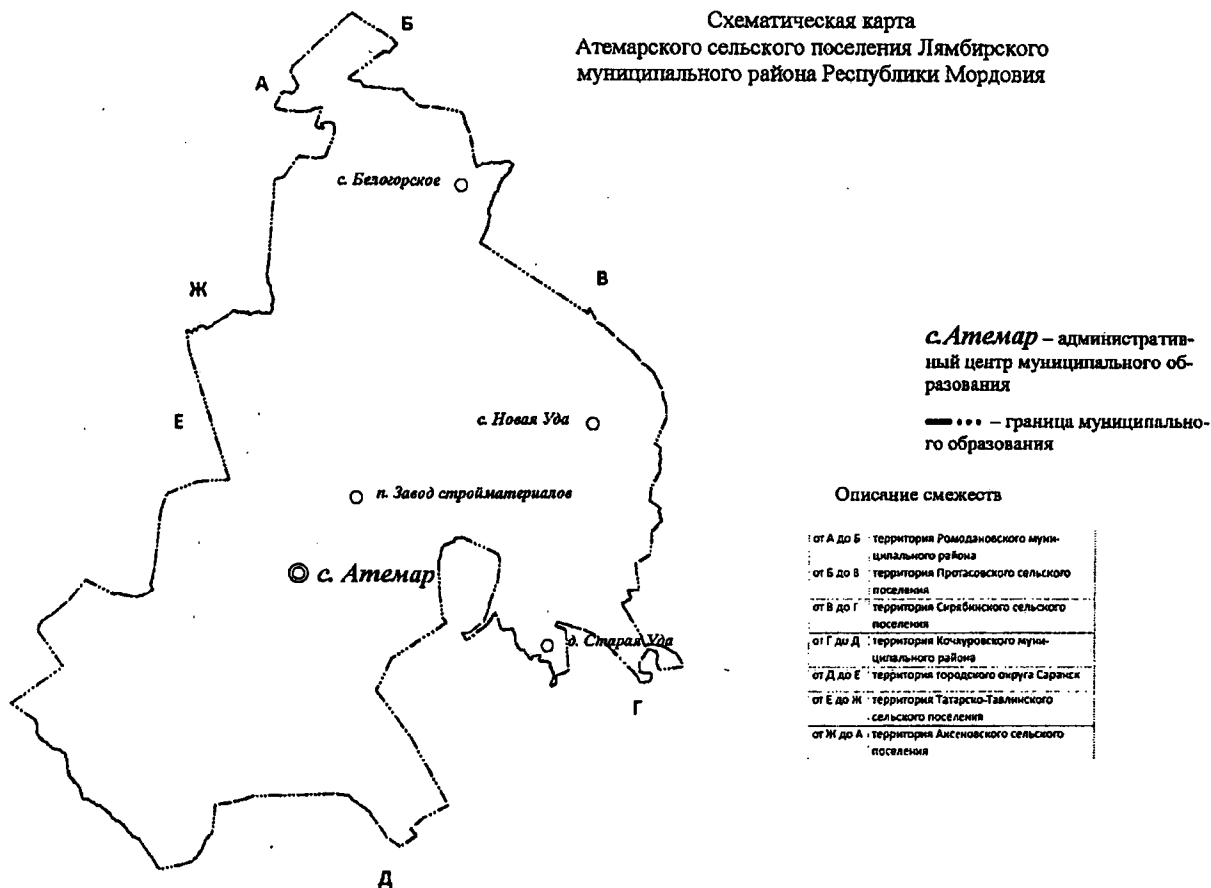 Схематическая карта
Атемарского сельского поселения Лямбирского
муниципального района Республики Мордовия
Б
А
с. Белогорское
В
Ж
с.Атемар – административ-
ный центр муниципального об-
разования
Е
с. Новая Уда
– граница муниципально-
го образования
п. Завод стройматериалов
Описание смежеств
с. Атемар
д. Старая Уда
Г
Д
от А до Б территория Ромодановского муни-
ципального района
от Б до В территория Протасовского сельского
поселения
от В до Г территория Скрябинского сельского
поселения
от Г до Д территория Кочкуровского муни-
ципального района
от Д до Е территория городского округа Саранск
от Е до Ж территория Татарско-Тавлинского
сельского поселения
от Ж до А территория Аксеновского сельского
поселения